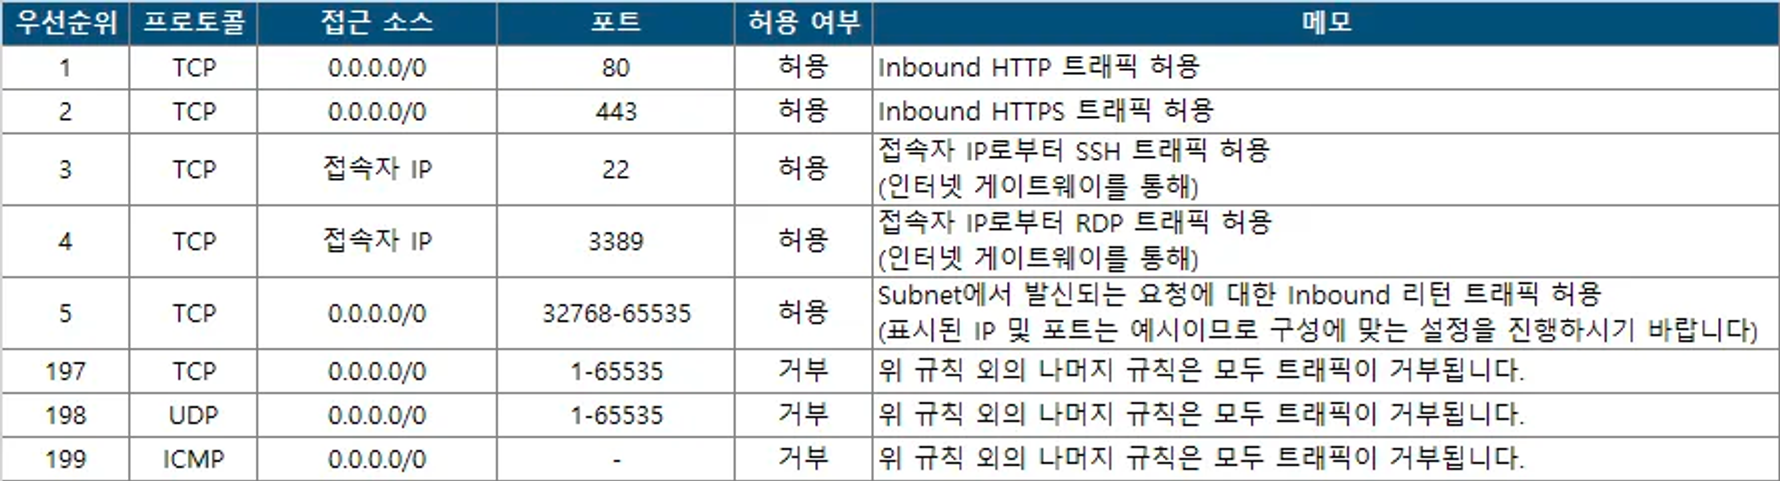 우선순위 프로토콜 접근 소스 포트 허용 여부 메모
1 TCP 0.0.0.0/0 80 허용 Inbound HTTP 트래픽 허용
2 TCP 0.0.0.0/0 443 허용 Inbound HTTPS 트래픽 허용
3 TCP 접속자 IP 22 허용 접속자 IP로부터 SSH 트래픽 허용
(인터넷 게이트웨이를 통해)
4 TCP 접속자 IP 3389 허용 접속자 IP로부터 RDP 트래픽 허용
(인터넷 게이트웨이를 통해)
5 TCP 0.0.0.0/0 32768-65535 허용 Subnet에서 발신되는 요청에 대한 Inbound 리턴 트래픽 허용
(표시된 IP 및 포트는 예시이므로 구성에 맞는 설정을 진행하시기 바랍니다)
197 TCP 0.0.0.0/0 1-65535 거부 위 규칙 외의 나머지 규칙은 모두 트래픽이 거부됩니다.
198 UDP 0.0.0.0/0 1-65535 거부 위 규칙 외의 나머지 규칙은 모두 트래픽이 거부됩니다.
199 ICMP 0.0.0.0/0 - 거부 위 규칙 외의 나머지 규칙은 모두 트래픽이 거부됩니다.